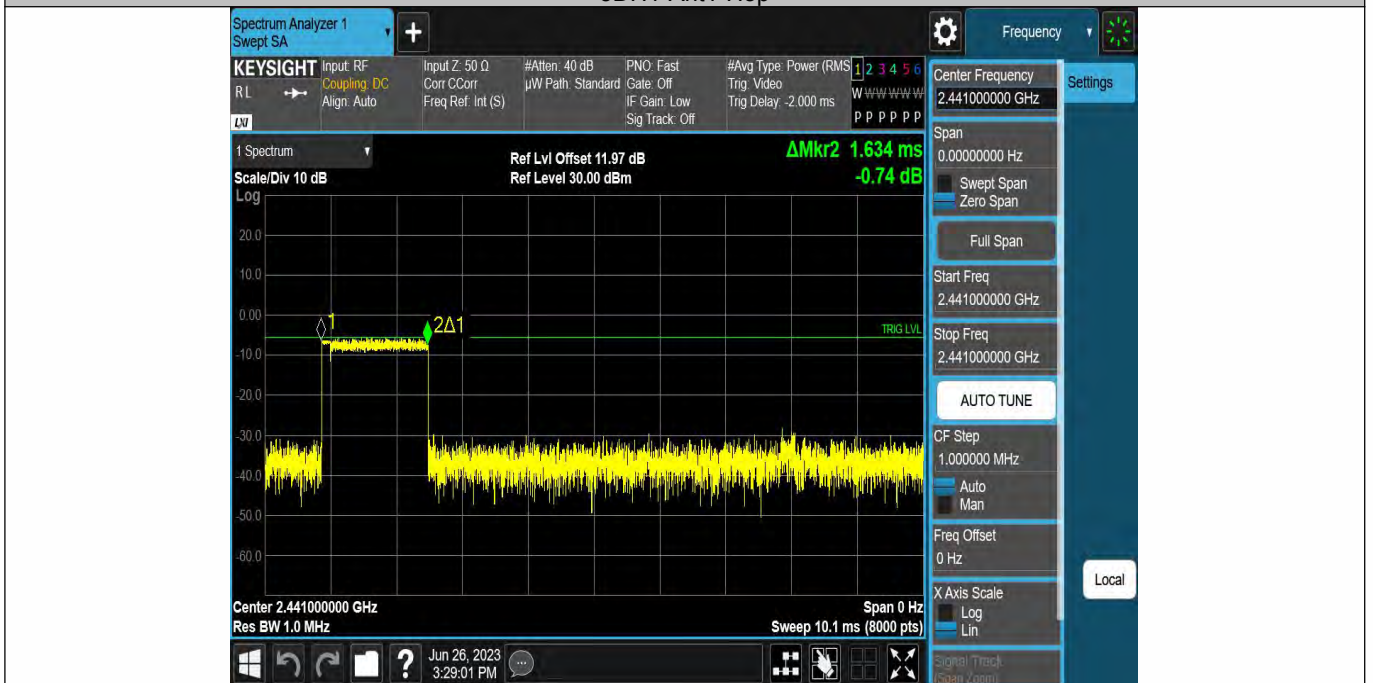 Spectrum Analyzer 1
Swept SA
+
Frequency
KEYSIGHT
RL
LXI
Input: RF
Coupling: DC
Align: Auto
Input Z: 50 Ω
Corr CCorr
Freq Ref: Int (S)
#Atten: 40 dB
µW Path: Standard
PNO: Fast
Gate: Off
IF Gain: Low
Sig Track: Off
#Avg Type: Power (RMS
Trig: Video
Trig Delay: -2.000 ms
1 2 3 4 5 6
W W W W W W
P P P P P P
1 Spectrum
Scale/Div 10 dB
Log
Ref Lvl Offset 11.97 dB
Ref Level 30.00 dBm
ΔMkr2 1.634 ms
-0.74 dB
20.0
10.0
0.00
-10.0
-20.0
-30.0
-40.0
-50.0
-60.0
1
2Δ1
TRIG LVL
Center 2.441000000 GHz
Res BW 1.0 MHz
Span 0 Hz
Sweep 10.1 ms (8000 pts)
Jun 26, 2023
3:29:01 PM
Center Frequency
2.441000000 GHz
Settings
Span
0.00000000 Hz
Swept Span
Zero Span
Full Span
Start Freq
2.441000000 GHz
Stop Freq
2.441000000 GHz
AUTO TUNE
CF Step
1.000000 MHz
Auto
Man
Freq Offset
0 Hz
X Axis Scale
Log
Lin
Signal Track
(Span Zoom)
Local